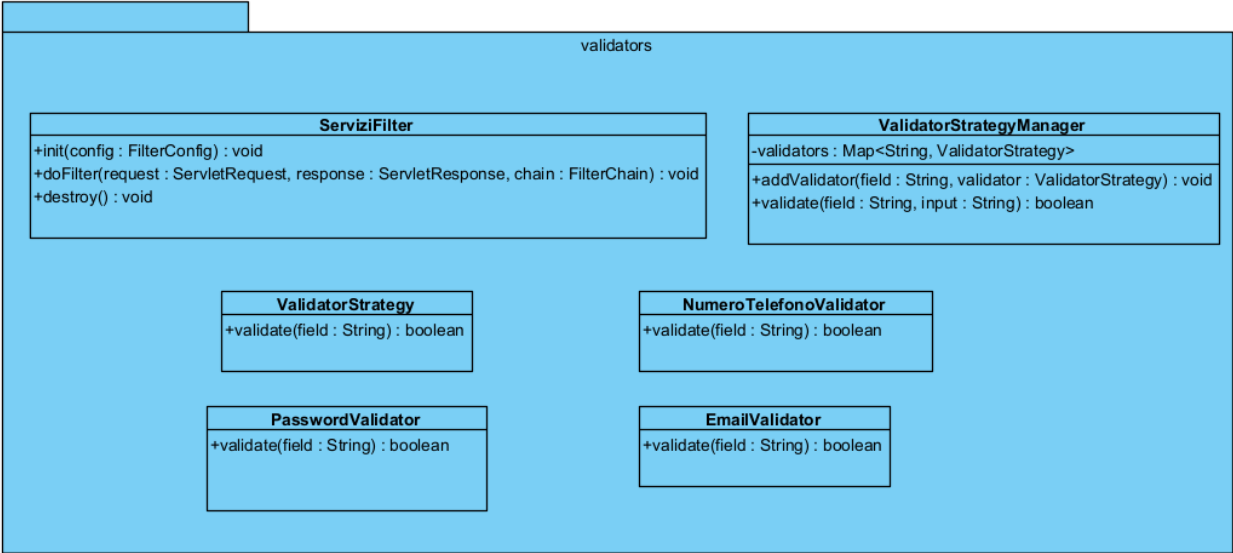 validators
ServiziFilter
+init(config : FilterConfig) : void
+doFilter(request : ServletRequest, response : ServletResponse, chain : FilterChain) : void
+destroy() : void
ValidatorStrategyManager
-validators : Map<String, ValidatorStrategy>
+addValidator(field : String, validator : ValidatorStrategy) : void
+validate(field : String, input : String) : boolean
ValidatorStrategy
+validate(field : String) : boolean
NumeroTelefonoValidator
+validate(field : String) : boolean
PasswordValidator
+validate(field : String) : boolean
EmailValidator
+validate(field : String) : boolean